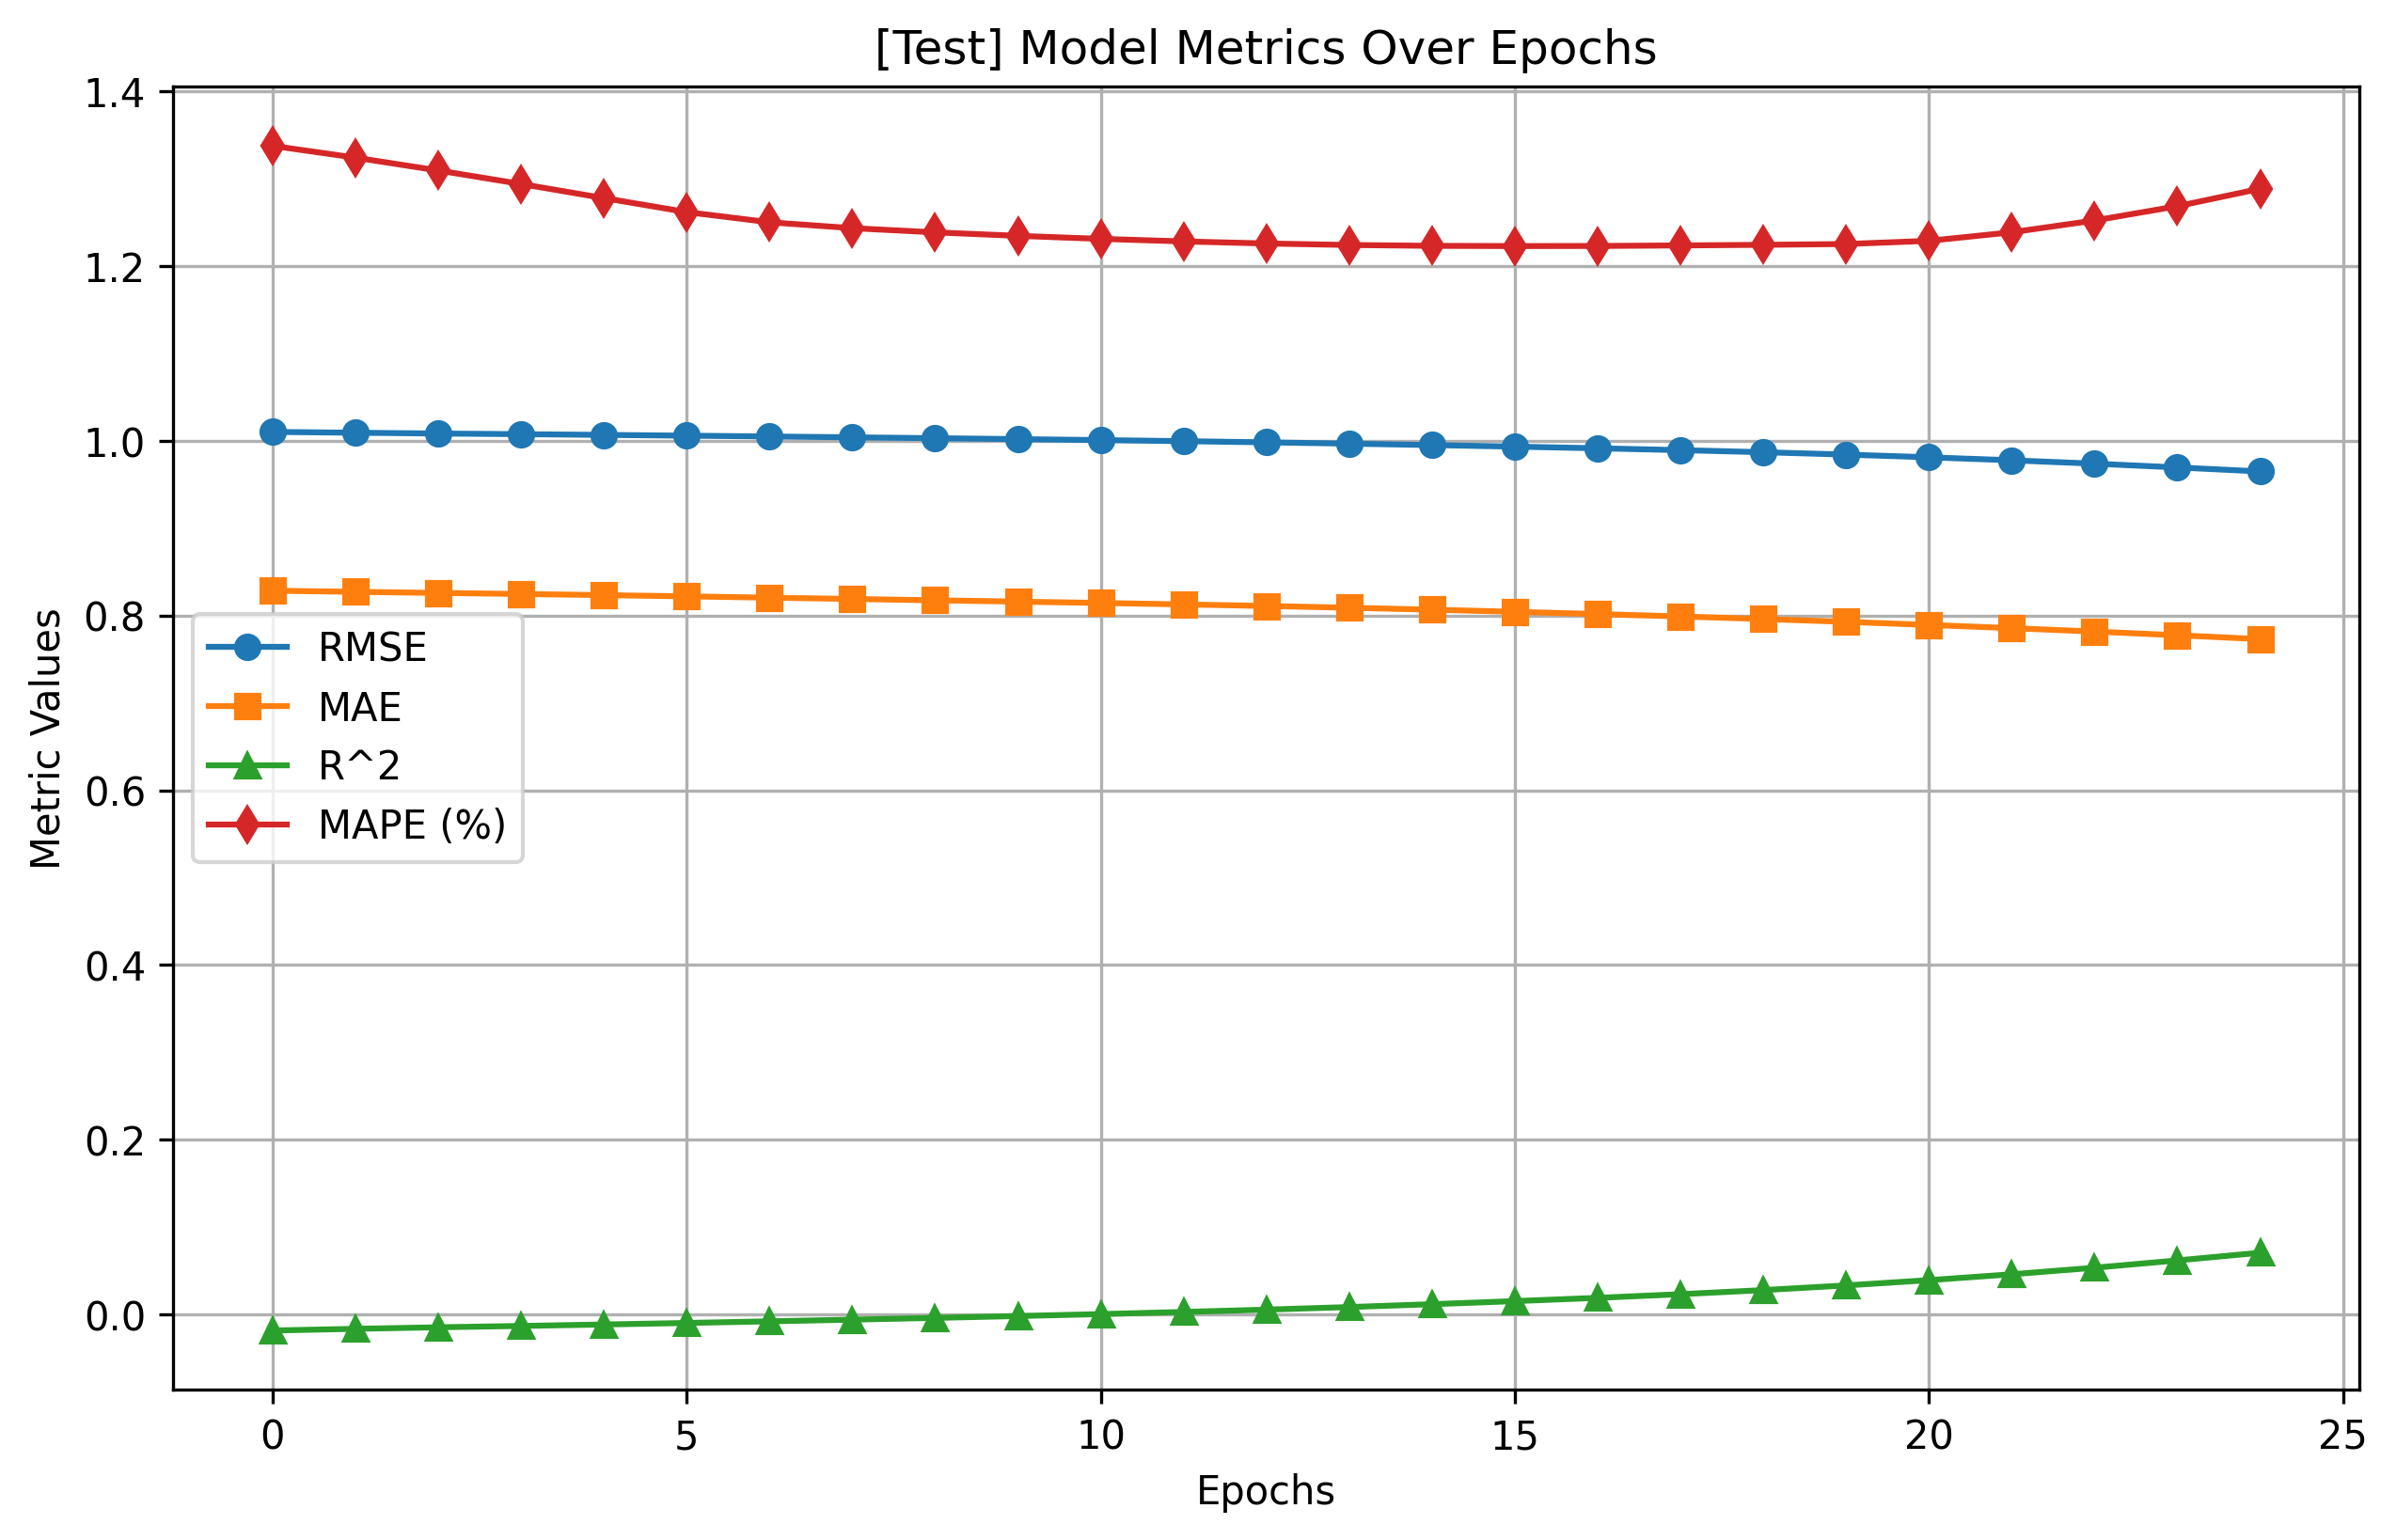 [Test] Model Metrics Over Epochs
1.4
1.2
1.0
0.8
0.6
0.4
0.2
0.0
Metric Values
RMSE
MAE
R^2
MAPE (%)
0 5 10 15 20 25
Epochs